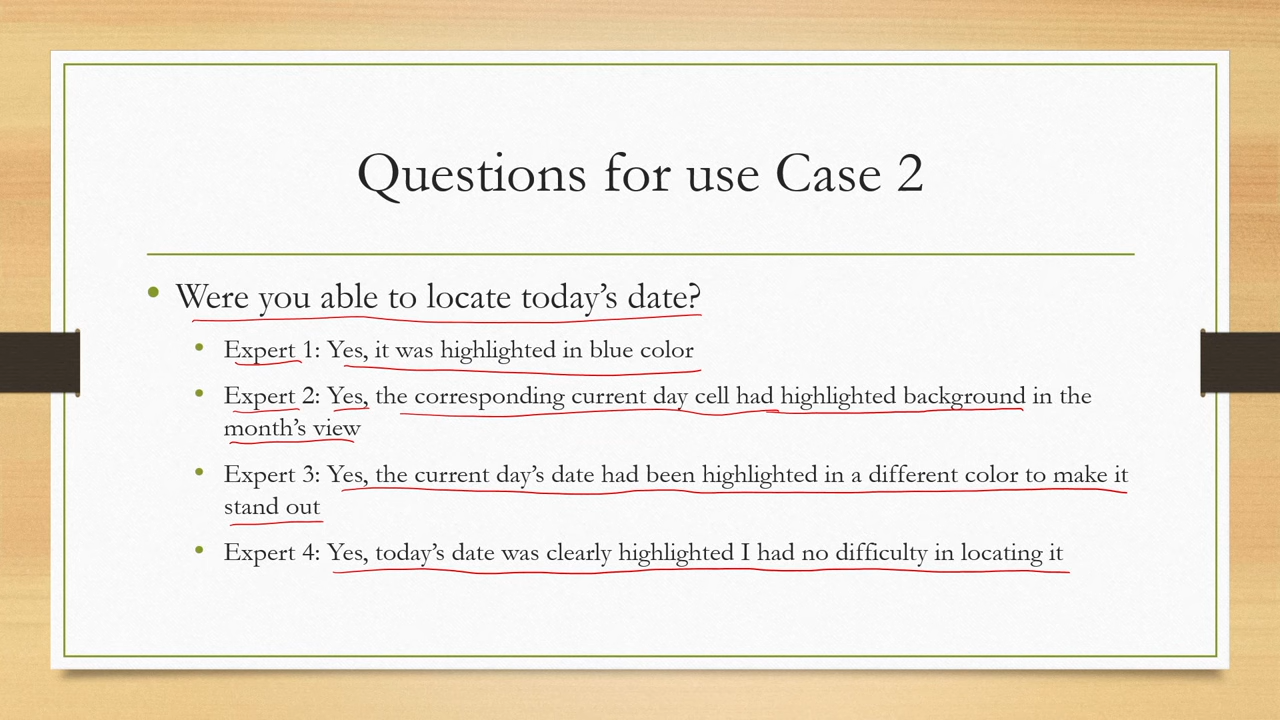 Questions for use Case 2
• Were you able to locate today’s date?
• Expert 1: Yes, it was highlighted in blue color
• Expert 2: Yes, the corresponding current day cell had highlighted background in the
month’s view
• Expert 3: Yes, the current day’s date had been highlighted in a different color to make it
stand out
• Expert 4: Yes, today’s date was clearly highlighted I had no difficulty in locating it